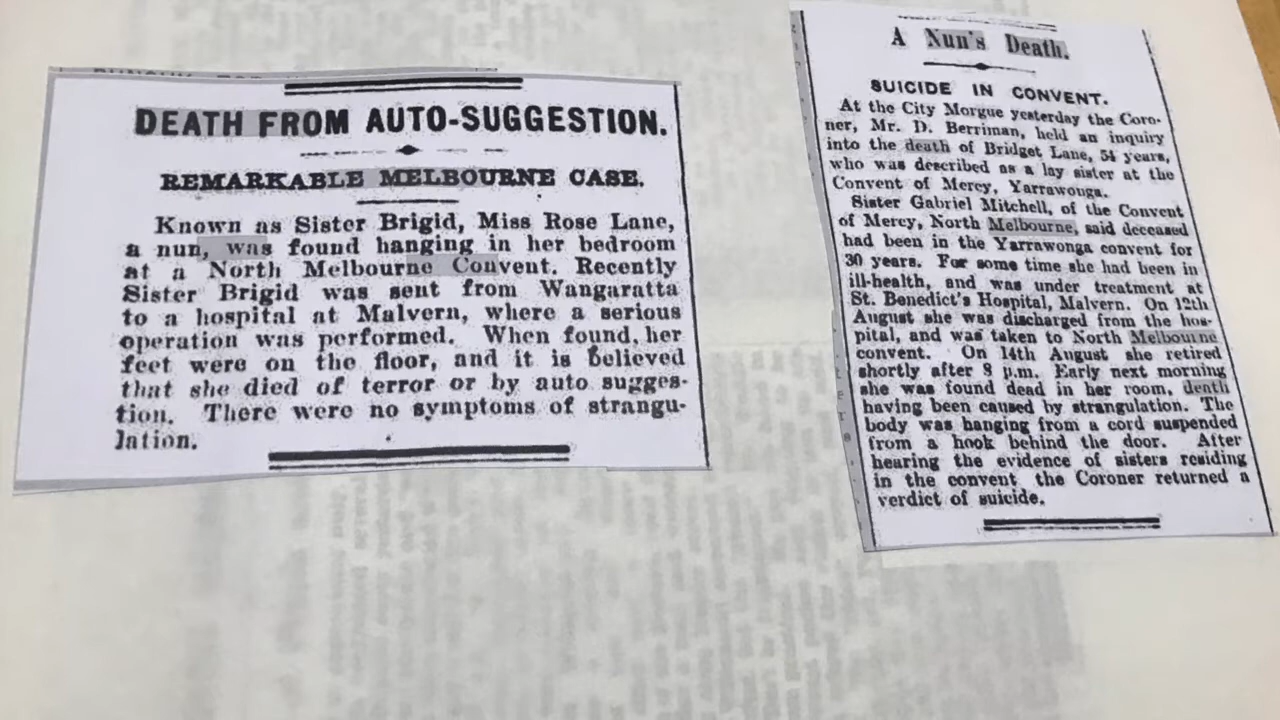 DEATH FROM AUTO-SUGGESTION.
REMARKABLE MELBOURNE CASE.
Known as Sister Brigid, Miss Rose Lane,
a nun, was found hanging in her bedroom
at a North Melbourne Convent. Recently
Sister Brigid was sent from Wangaratta
to a hospital at Malvern, where a serious
operation was performed. When found, her
feet were on the floor, and it is believed
that she died of terror or by auto sugges-
tion. There were no symptoms of strangu-
lation.
A Nun's Death.
SUICIDE IN CONVENT.
At the City Morgue yesterday the Coro-
ner, Mr. D. Berriman, held an inquiry
into the death of Bridget Lane, 54 years,
who was described as a lay sister at the
Convent of Mercy, Yarrawonga.
Sister Gabriel Mitchell, of the Convent
of Mercy, North Melbourne, said deceased
had been in the Yarrawonga convent for
30 years. For some time she had been in
ill-health, and was under treatment at
St. Benedict's Hospital, Malvern. On 12th
August she was discharged from the hos-
pital, and was taken to North Melbourne
convent. On 14th August she retired
shortly after 8 p.m. Early next morning
she was found dead in her room, death
having been caused by strangulation. The
body was hanging from a cord suspended
from a hook behind the door. After
hearing the evidence of sisters residing
in the convent the Coroner returned a
verdict of suicide.